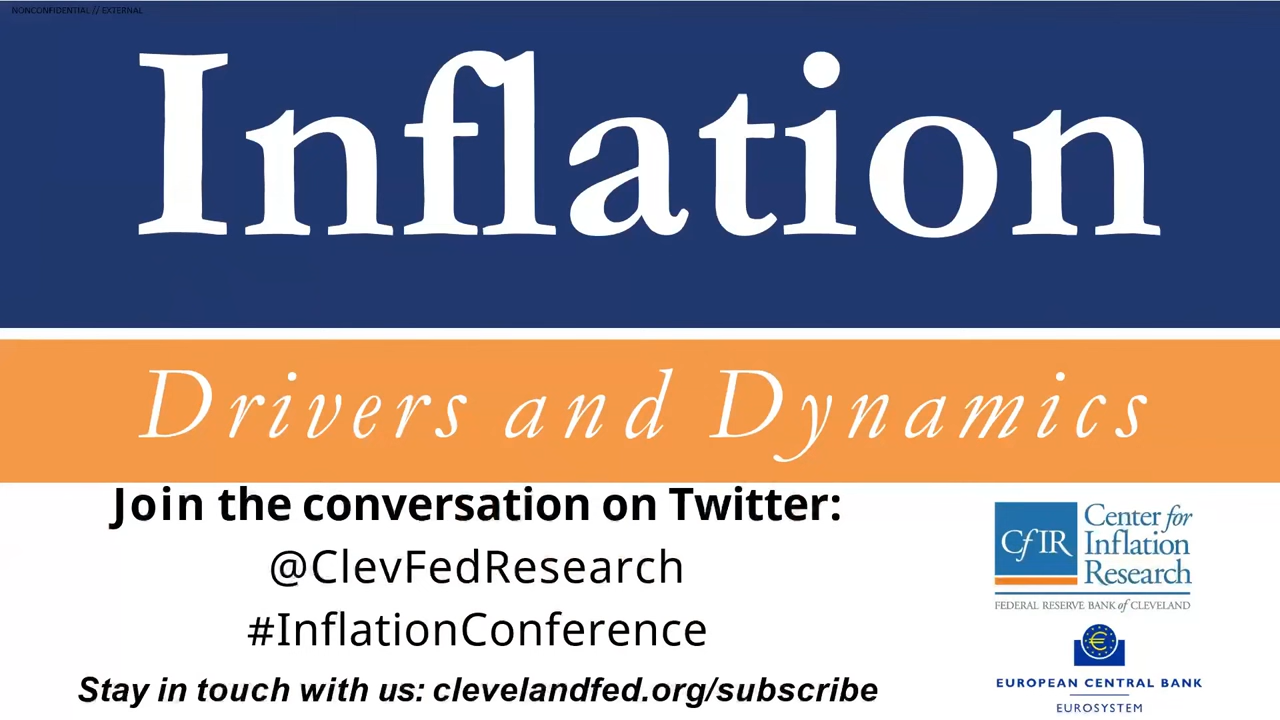 NONCONFIDENTIAL // EXTERNAL
Inflation
Drivers and Dynamics
Join the conversation on Twitter:
@ClevFedResearch
#InflationConference
Stay in touch with us: clevelandfed.org/subscribe
CfIR
Center for
Inflation
Research
FEDERAL RESERVE BANK of CLEVELAND
€
EUROPEAN CENTRAL BANK
EUROSYSTEM